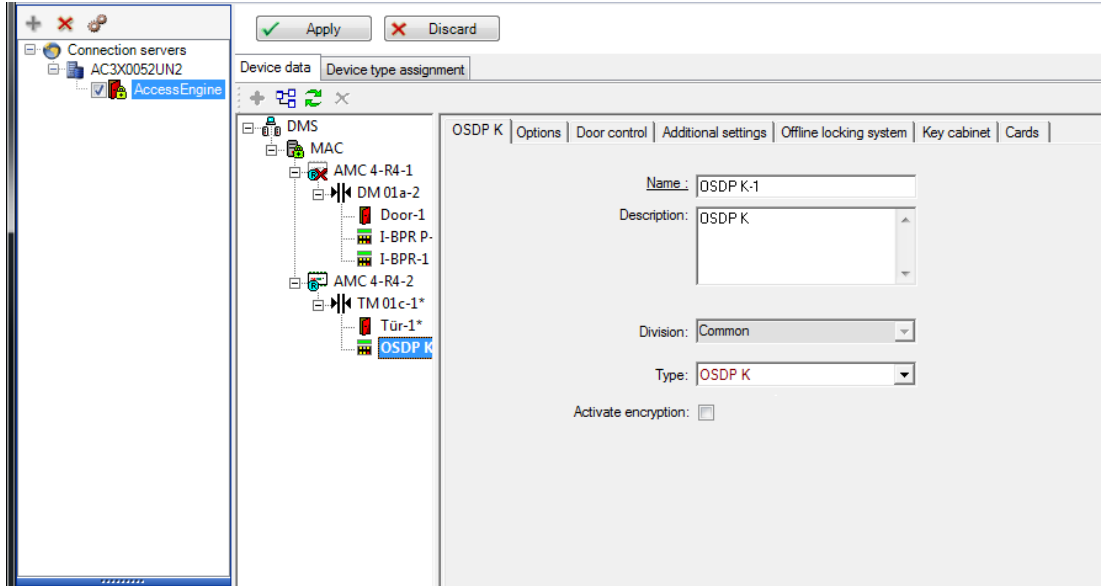 Apply
Discard
Connection servers
AC3X0052UN2
AccessEngine
Device data
Device type assignment
DMS
MAC
AMC 4-R4-1
DM 01a-2
Door-1
I-BPR P-
I-BPR-1
AMC 4-R4-2
TM 01c-1*
Tür-1*
OSDP K
OSDP K
Options
Door control
Additional settings
Offline locking system
Key cabinet
Cards
Name :
OSDP K-1
Description:
OSDP K
Division:
Common
Type:
OSDP K
Activate encryption: